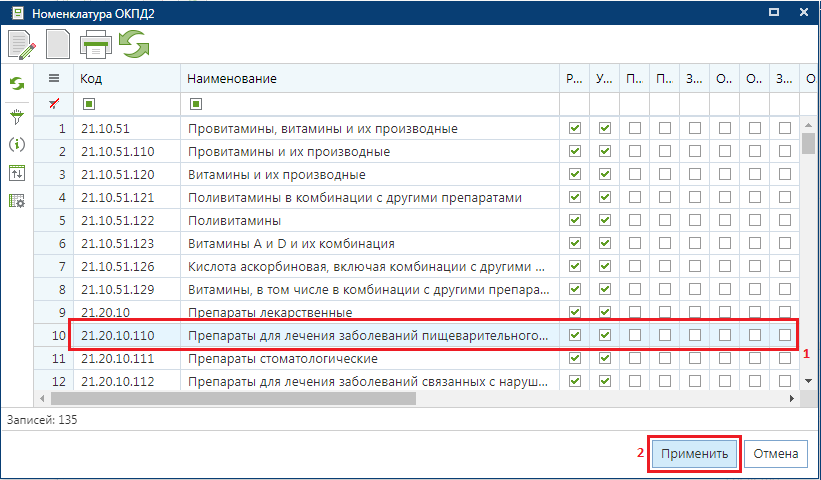 Номенклатура ОКПД2
Код Наименование Р... У... П... П... З... О... О... З... О
1 21.10.51 Провитамины, витамины и их производные
2 21.10.51.110 Провитамины и их производные
3 21.10.51.120 Витамины и их производные
4 21.10.51.121 Поливитамины в комбинации с другими препаратами
5 21.10.51.122 Поливитамины
6 21.10.51.123 Витамины A и D и их комбинация
7 21.10.51.126 Кислота аскорбиновая, включая комбинации с другими ...
8 21.10.51.129 Витамины, в том числе в комбинации с другими препара...
9 21.20.10 Препараты лекарственные
10 21.20.10.110 Препараты для лечения заболеваний пищеварительного...
1
11 21.20.10.111 Препараты стоматологические
12 21.20.10.112 Препараты для лечения заболеваний связанных с наруш...
Записей: 135
2 Применить Отмена